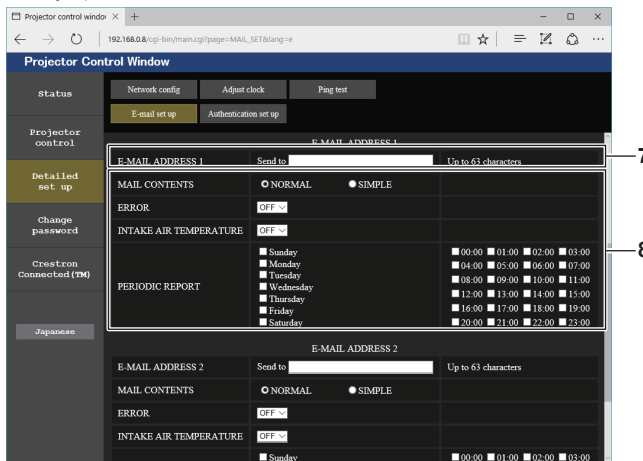 Projector control windo
192.168.0.8/cgi-bin/main.cgi?page=MAIL_SET&lang=e
Projector Control Window
Status
Projector control
Detailed set up
Change password
Crestron Connected(TM)
Japanese
Network config Adjust clock Ping test
E-mail set up Authentication set up
E-MAIL ADDRESS 1
E-MAIL ADDRESS 1 Send to Up to 63 characters
7
MAIL CONTENTS NORMAL SIMPLE
ERROR OFF
INTAKE AIR TEMPERATURE OFF
8
PERIODIC REPORT
Sunday
Monday
Tuesday
Wednesday
Thursday
Friday
Saturday
00:00 01:00 02:00 03:00
04:00 05:00 06:00 07:00
08:00 09:00 10:00 11:00
12:00 13:00 14:00 15:00
16:00 17:00 18:00 19:00
20:00 21:00 22:00 23:00
E-MAIL ADDRESS 2
E-MAIL ADDRESS 2 Send to Up to 63 characters
MAIL CONTENTS NORMAL SIMPLE
ERROR OFF
INTAKE AIR TEMPERATURE OFF
Sunday 00:00 01:00 02:00 03:00